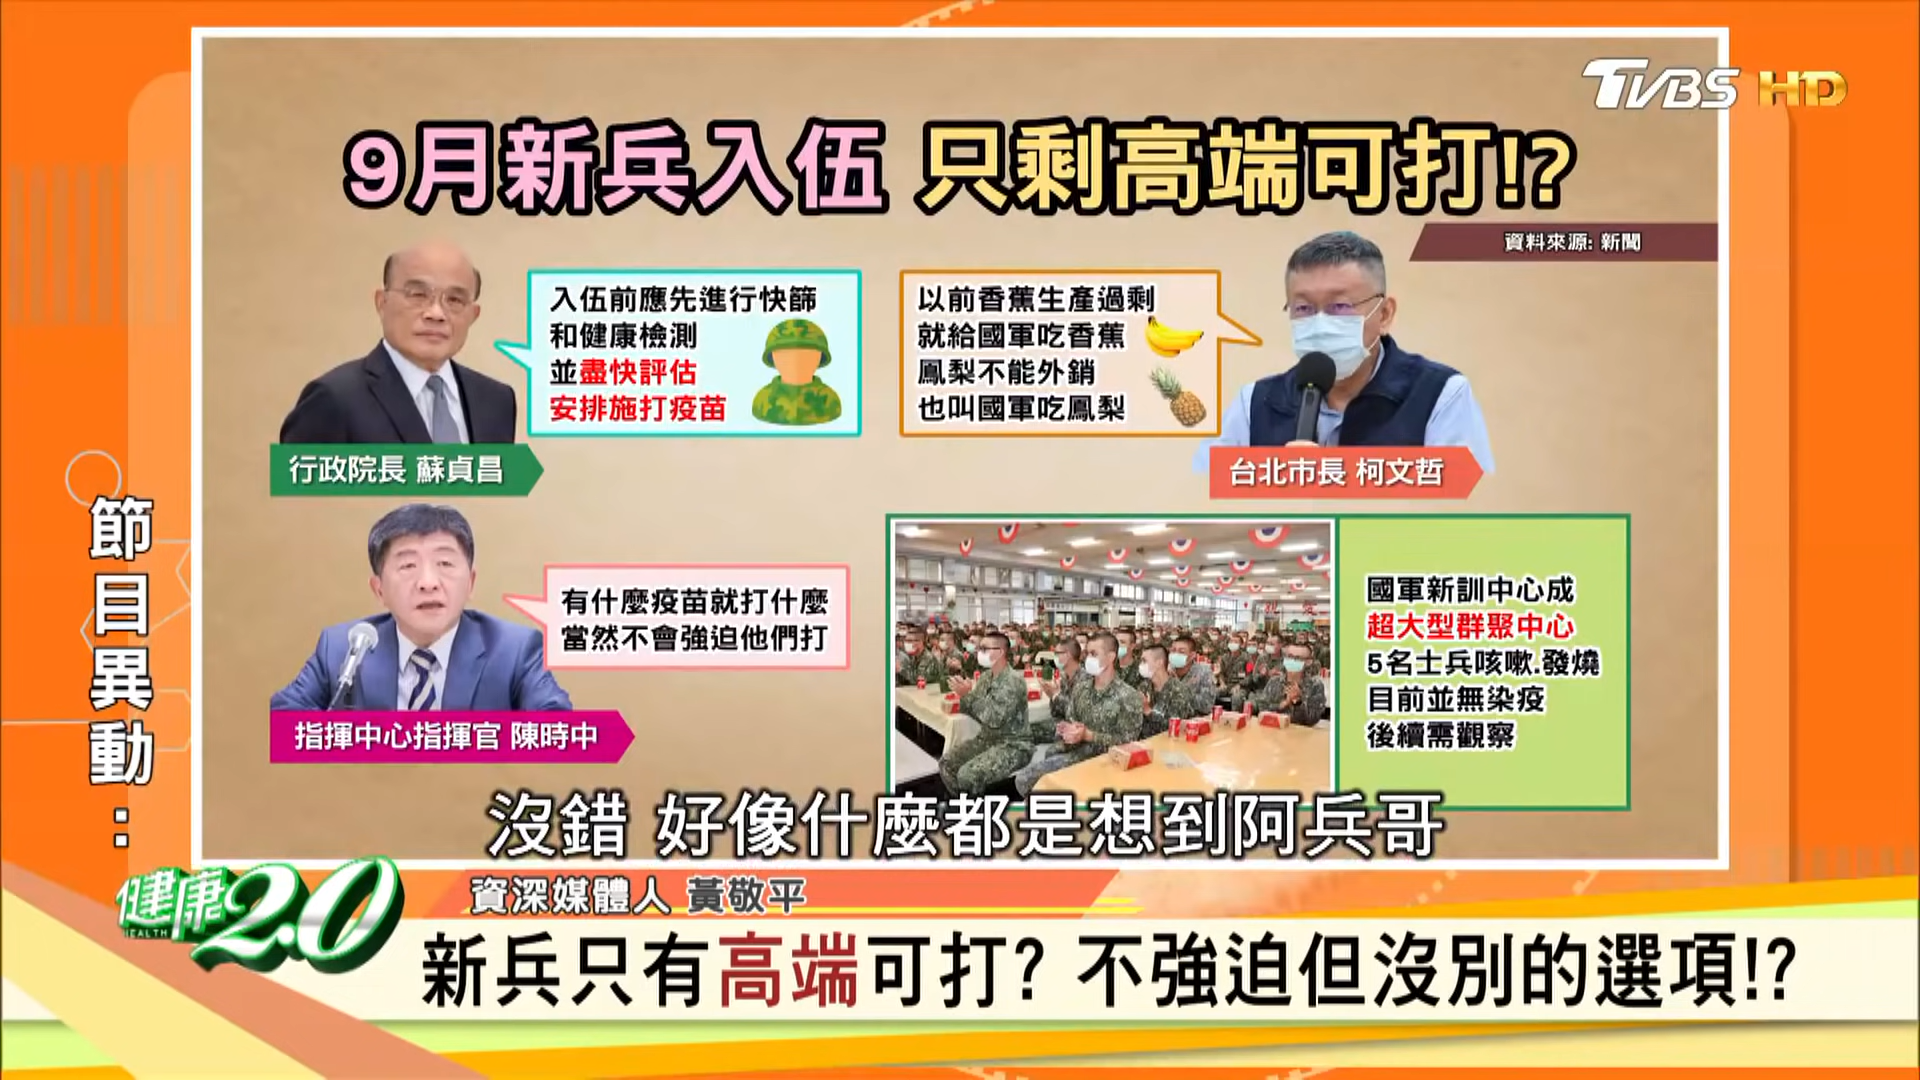 TVBS HD
9月新兵入伍 只剩高端可打!?
資料來源: 新聞
入伍前應先進行快篩
和健康檢測
並盡快評估
安排施打疫苗
行政院長 蘇貞昌
以前香蕉生產過剩
就給國軍吃香蕉
鳳梨不能外銷
也叫國軍吃鳳梨
台北市長 柯文哲
有什麼疫苗就打什麼
當然不會強迫他們打
指揮中心指揮官 陳時中
國軍新訓中心成
超大型群聚中心
5名士兵咳嗽.發燒
目前並無染疫
後續需觀察
節目異動:
沒錯 好像什麼都是想到阿兵哥
健康2.0
HEALTH
資深媒體人 黃敬平
新兵只有高端可打? 不強迫但沒別的選項!?